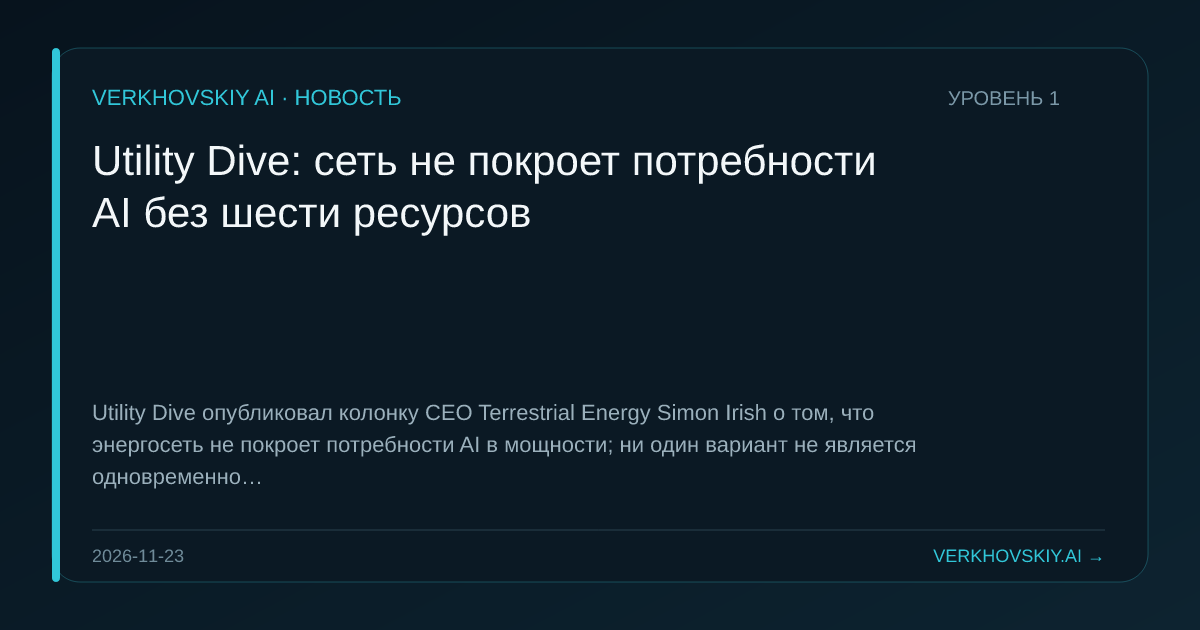 VERKHOVSKIY AI · НОВОСТЬ
УРОВЕНЬ 1
Utility Dive: сеть не покроет потребности
AI без шести ресурсов
Utility Dive опубликовал колонку CEO Terrestrial Energy Simon Irish о том, что
энергосеть не покроет потребности AI в мощности; ни один вариант не является
одновременно…
2026-11-23
VERKHOVSKIY.AI →